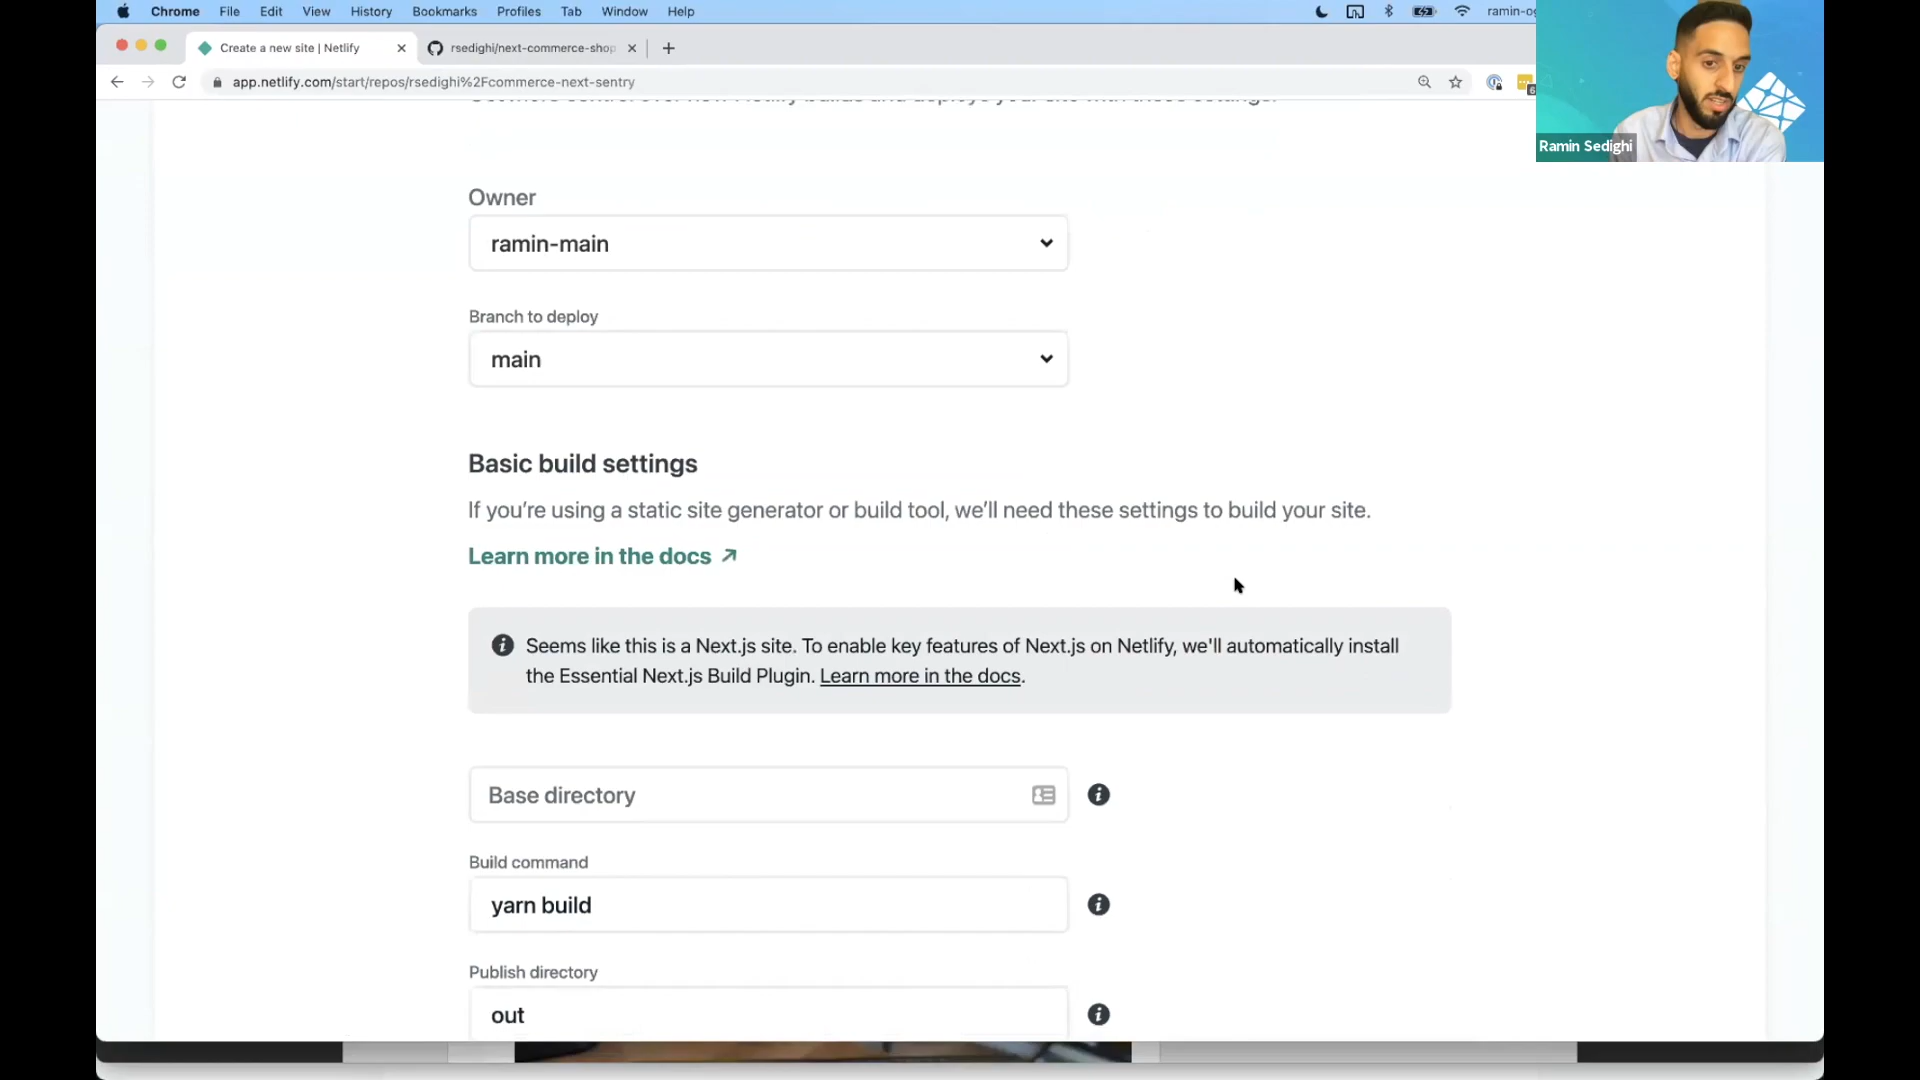 Chrome File Edit View History Bookmarks Profiles Tab Window Help
Create a new site | Netlify
rsedighi/next-commerce-shop
app.netlify.com/start/repos/rsedighi%2Fcommerce-next-sentry
Ramin Sedighi
Owner
ramin-main
Branch to deploy
main
Basic build settings
If you’re using a static site generator or build tool, we’ll need these settings to build your site.
Learn more in the docs
Seems like this is a Next.js site. To enable key features of Next.js on Netlify, we'll automatically install
the Essential Next.js Build Plugin. Learn more in the docs.
Base directory
Build command
yarn build
Publish directory
out